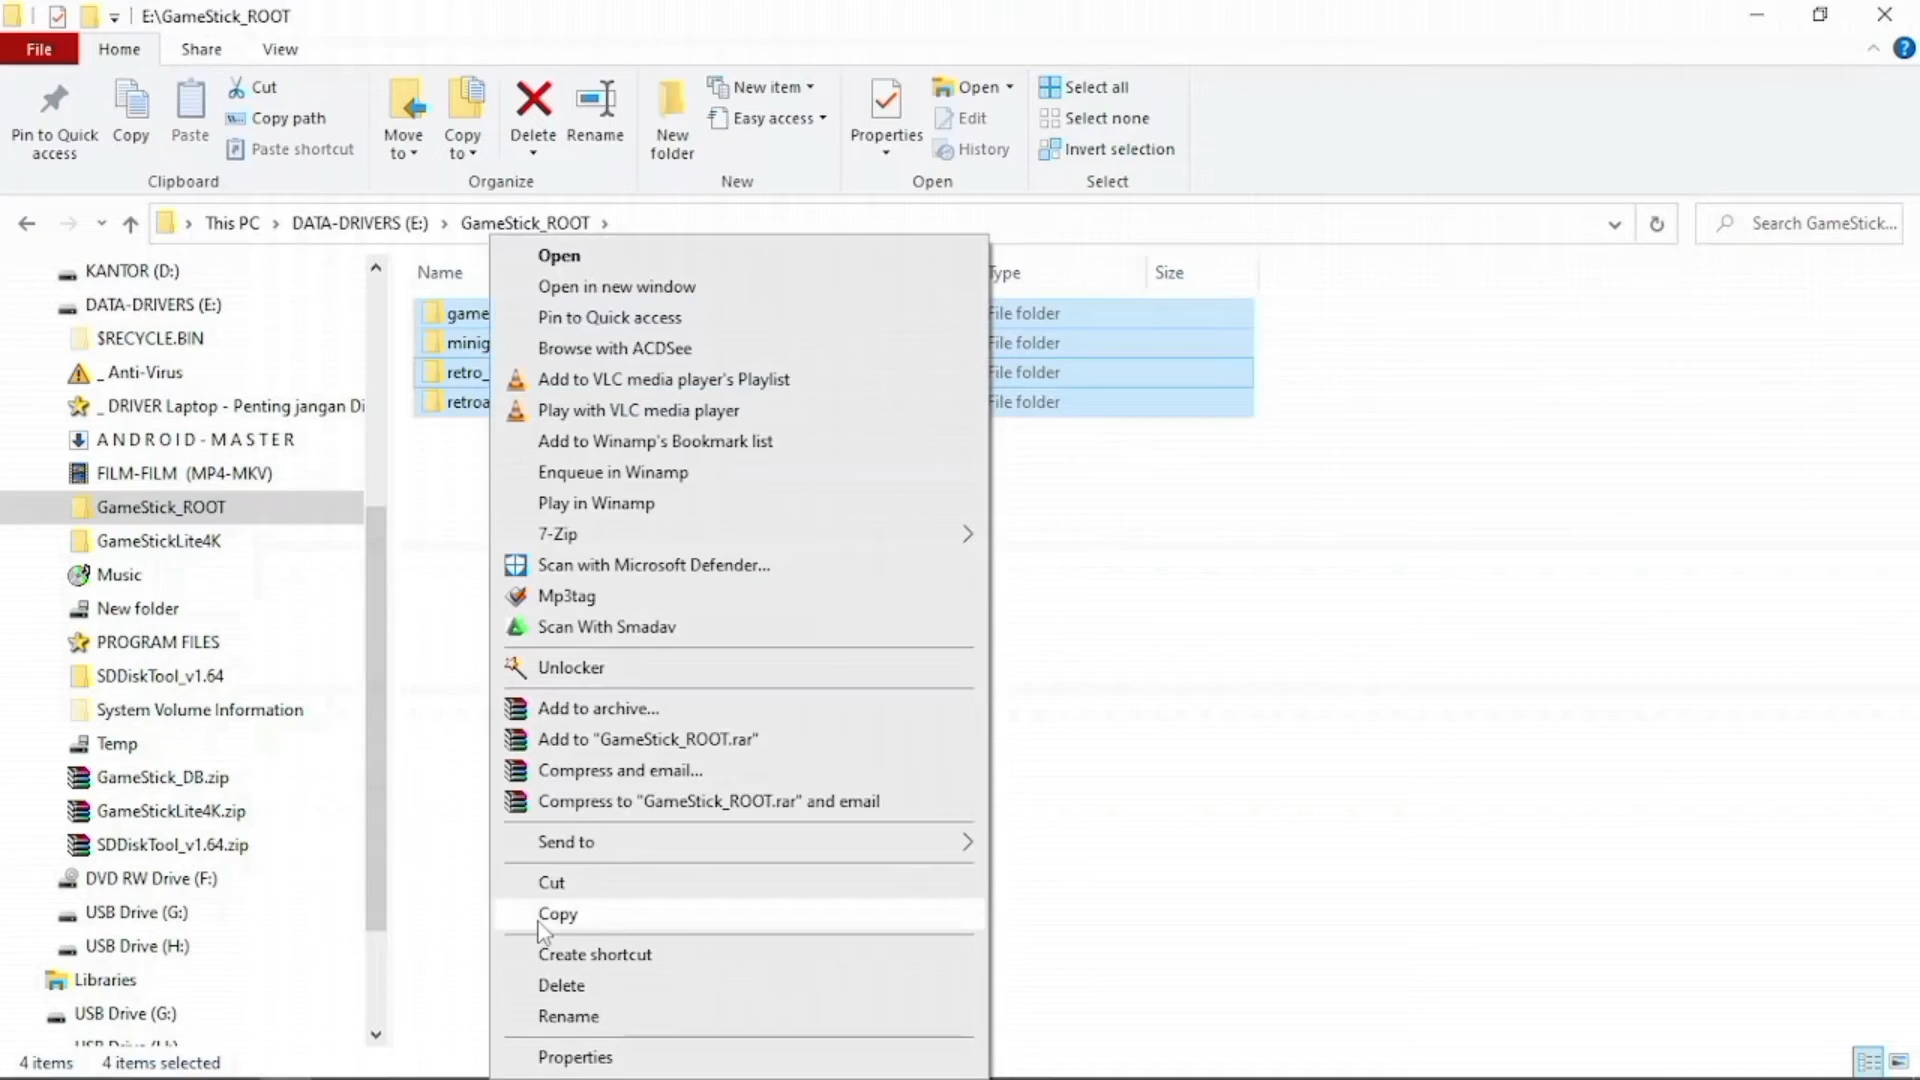 E:\GameStick_ROOT
File
Home
Share
View
Pin to Quick access
Copy
Paste
Cut
Copy path
Paste shortcut
Clipboard
Move to
Copy to
Delete
Rename
Organize
New folder
New item
Easy access
New
Properties
Open
Edit
History
Open
Select all
Select none
Invert selection
Select
This PC
DATA-DRIVERS (E:)
GameStick_ROOT
Search GameStick...
KANTOR (D:)
DATA-DRIVERS (E:)
$RECYCLE.BIN
_ Anti-Virus
_ DRIVER Laptop - Penting jangan Di
A N D R O I D - M A S T E R
FILM-FILM (MP4-MKV)
GameStick_ROOT
GameStickLite4K
Music
New folder
PROGRAM FILES
SDDiskTool_v1.64
System Volume Information
Temp
GameStick_DB.zip
GameStickLite4K.zip
SDDiskTool_v1.64.zip
DVD RW Drive (F:)
USB Drive (G:)
USB Drive (H:)
Libraries
USB Drive (G:)
Name
Type
Size
game
File folder
minig
File folder
retro_
File folder
retroa
File folder
Open
Open in new window
Pin to Quick access
Browse with ACDSee
Add to VLC media player's Playlist
Play with VLC media player
Add to Winamp's Bookmark list
Enqueue in Winamp
Play in Winamp
7-Zip
Scan with Microsoft Defender...
Mp3tag
Scan With Smadav
Unlocker
Add to archive...
Add to "GameStick_ROOT.rar"
Compress and email...
Compress to "GameStick_ROOT.rar" and email
Send to
Cut
Copy
Create shortcut
Delete
Rename
Properties
4 items
4 items selected